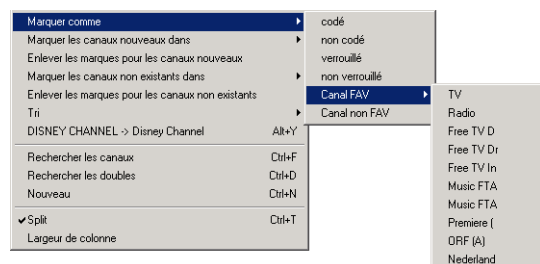 Marquer comme
Marquer les canaux nouveaux dans
Enlever les marques pour les canaux nouveaux
Marquer les canaux non existants dans
Enlever les marques pour les canaux non existants
Tri
DISNEY CHANNEL -> Disney Channel Alt+Y
Rechercher les canaux Ctrl+F
Rechercher les doubles Ctrl+D
Nouveau Ctrl+N
Split Ctrl+T
Largeur de colonne
codé
non codé
verrouillé
non verrouillé
Canal FAV
Canal non FAV
TV
Radio
Free TV D
Free TV Dr
Free TV In
Music FTA
Music FTA
Premiere (
ORF (A)
Nederland